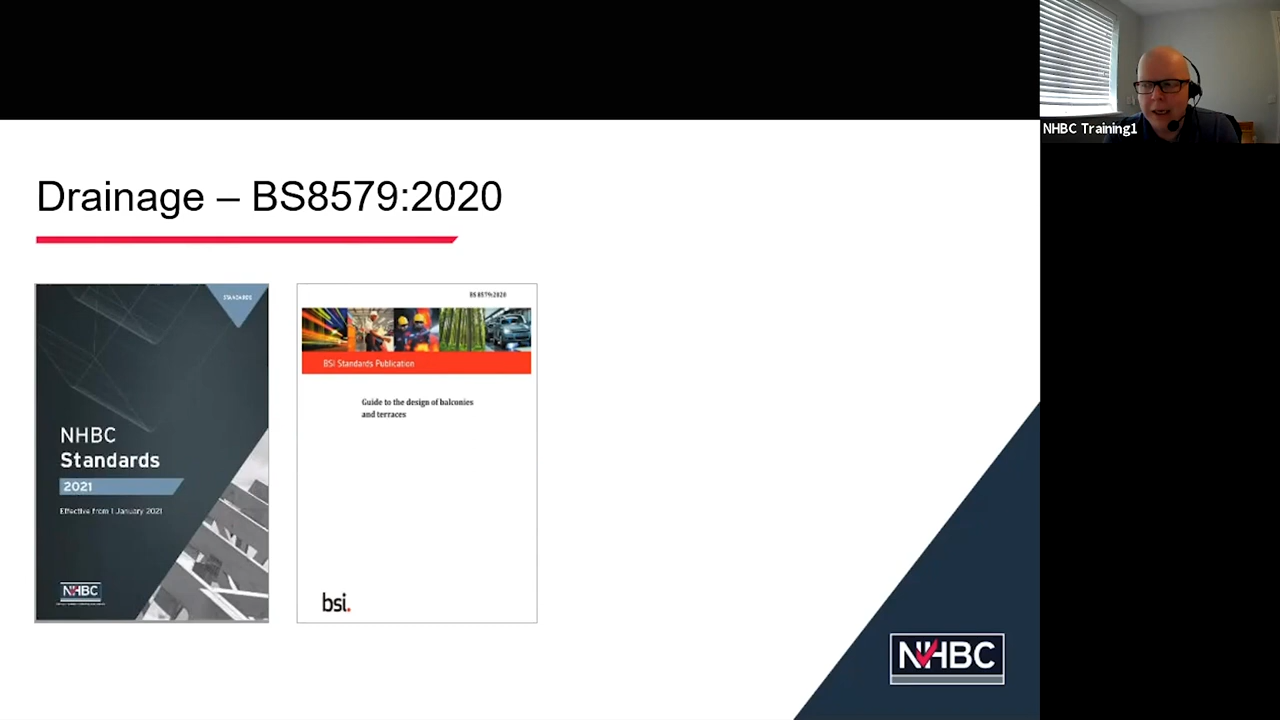 NHBC Training1
Drainage – BS8579:2020
STANDARDS
NHBC
Standards
2021
Effective from 1 January 2021
NHBC
BS 8579:2020
BSI Standards Publication
Guide to the design of balconies
and terraces
bsi.
NHBC